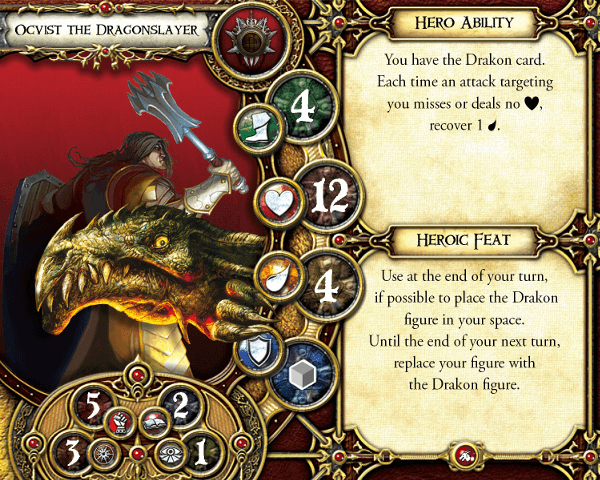 Ocvist the Dragonslayer
4
12
4
5
2
3
1
Hero Ability
You have the Drakon card.
Each time an attack targeting
you misses or deals no ♥,
recover 1 .
Heroic Feat
Use at the end of your turn,
if possible to place the Drakon
figure in your space.
Until the end of your next turn,
replace your figure with
the Drakon figure.